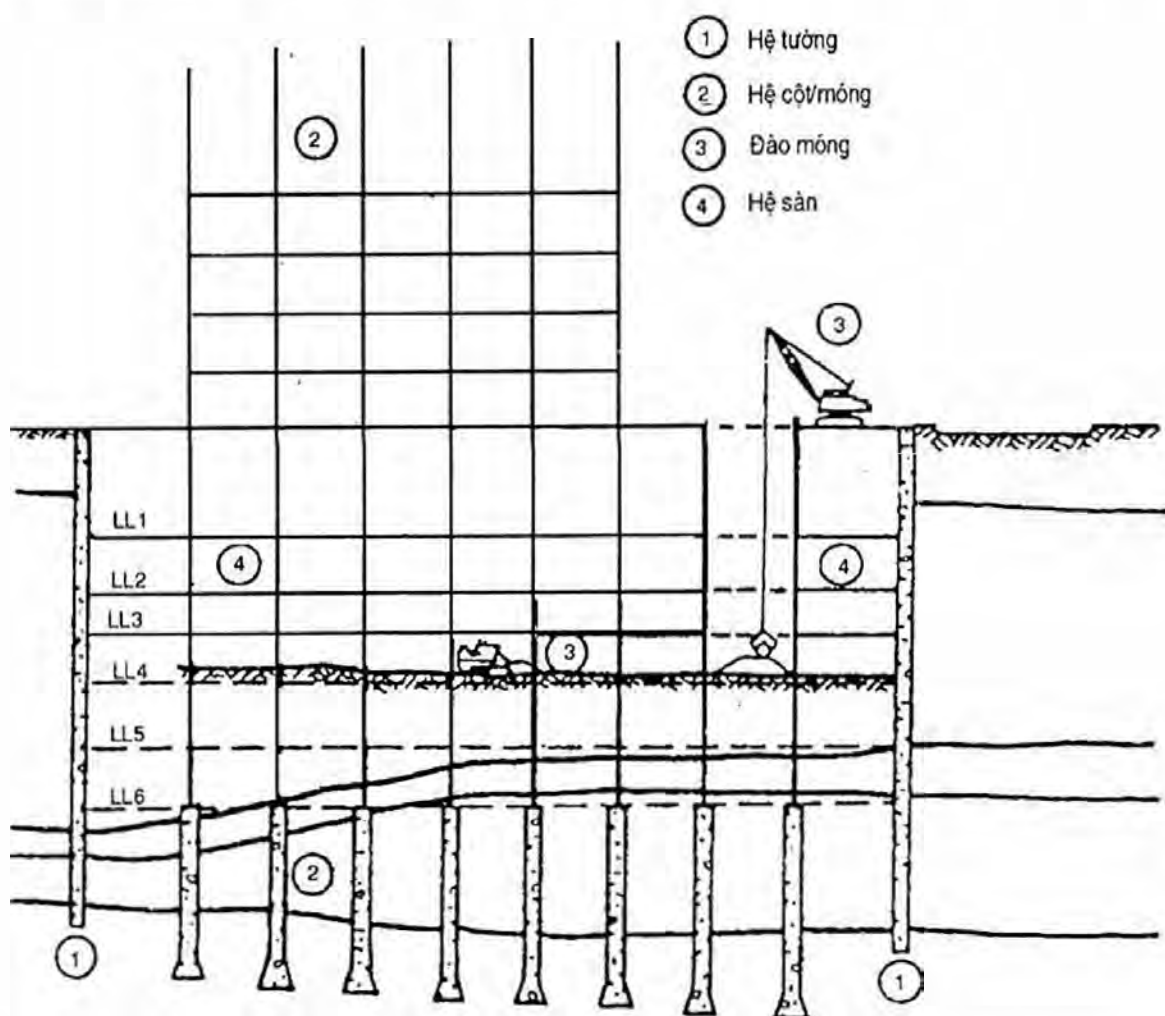 1 Hệ tường
2 Hệ cột/móng
3 Đào móng
4 Hệ sàn
2
3
LL1
4
4
LL2
LL3
3
LL4
LL5
LL6
2
1
1